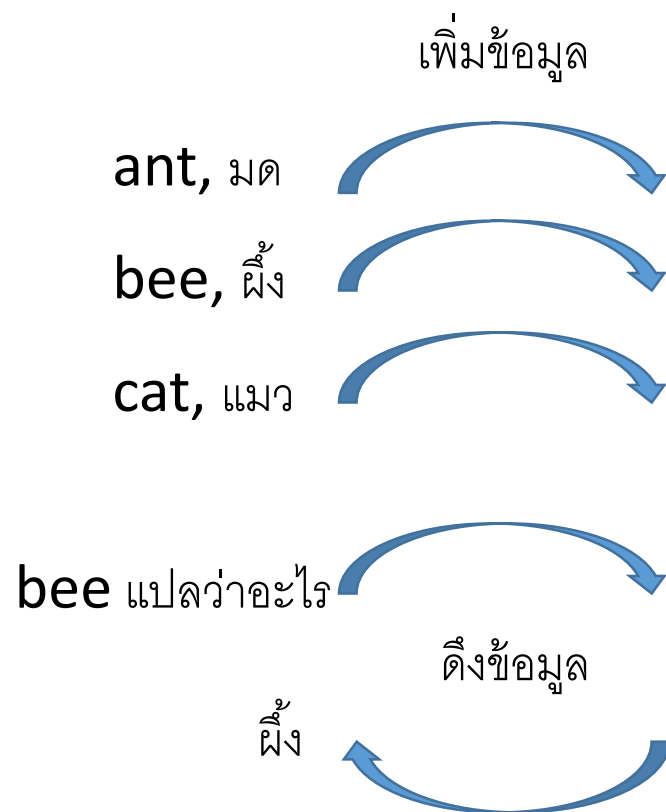 เพิ่มข้อมูล
ant, มด
bee, ผึ้ง
cat, แมว
bee แปลว่าอะไร
ดึงข้อมูล
ผึ้ง